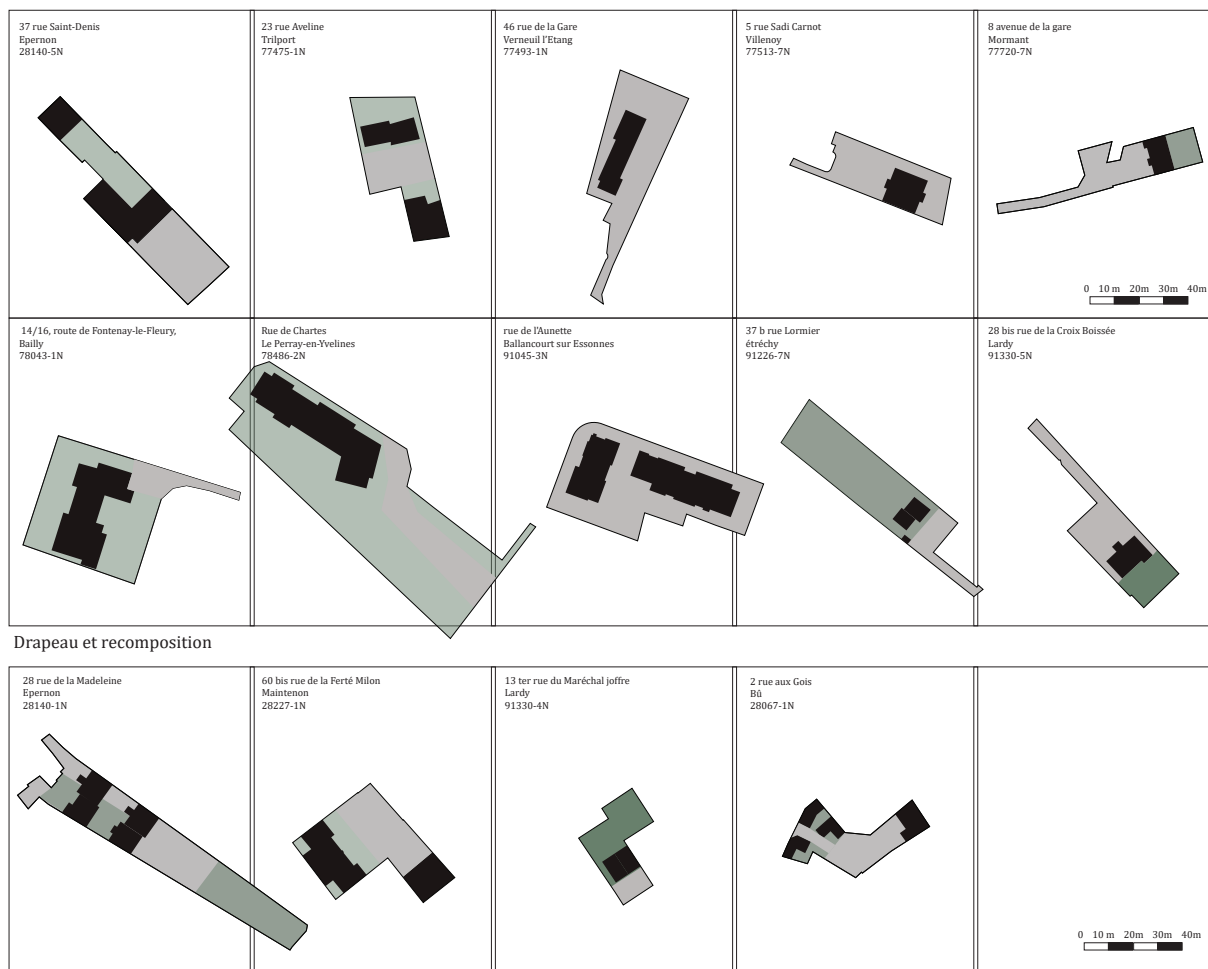 37 rue Saint-Denis
Epernon
28140-5N
23 rue Aveline
Trilport
77475-1N
46 rue de la Gare
Verneuil l'Etang
77493-1N
5 rue Sadi Carnot
Villenoy
77513-7N
8 avenue de la gare
Mormant
77720-7N
0 10 m 20m 30m 40m
14/16, route de Fontenay-le-Fleury,
Bailly
78043-1N
Rue de Chartes
Le Perray-en-Yvelines
78486-2N
rue de l'Aunette
Ballancourt sur Essonnes
91045-3N
37 b rue Lormier
étréchy
91226-7N
28 bis rue de la Croix Boissée
Lardy
91330-5N
Drapeau et recomposition
28 rue de la Madeleine
Epernon
28140-1N
60 bis rue de la Ferté Milon
Maintenon
28227-1N
13 ter rue du Maréchal joffre
Lardy
91330-4N
2 rue aux Gois
Bû
28067-1N
0 10 m 20m 30m 40m